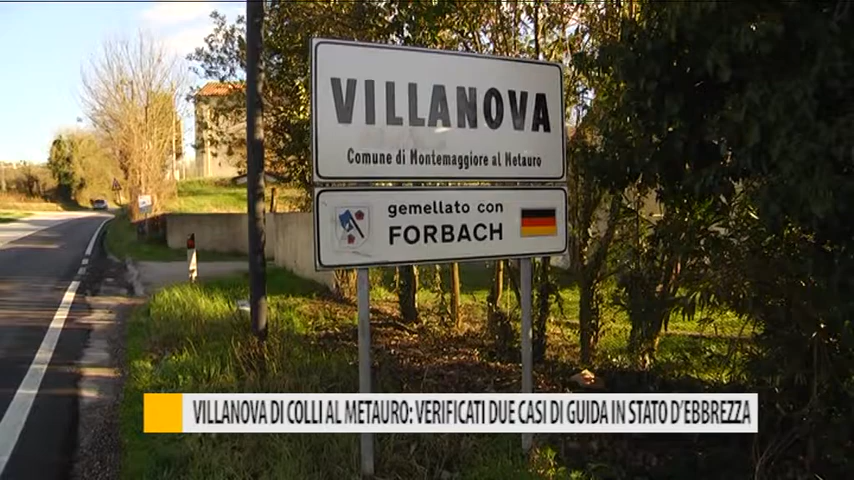 VILLANOVA
Comune di Montemaggiore al Metauro
gemellato con
FORBACH
VILLANOVA DI COLLI AL METAURO: VERIFICATI DUE CASI DI GUIDA IN STATO D'EBBREZZA